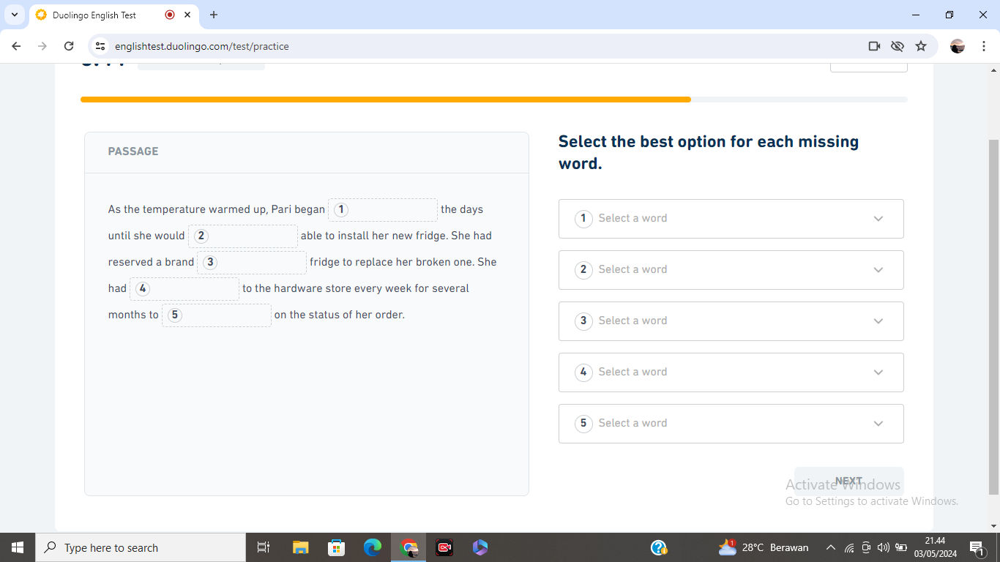 Duolingo English Test
englishtest.duolingo.com/test/practice
PASSAGE
As the temperature warmed up, Pari began 1 the days
until she would 2 able to install her new fridge. She had
reserved a brand 3 fridge to replace her broken one. She
had 4 to the hardware store every week for several
months to 5 on the status of her order.
Select the best option for each missing
word.
1 Select a word
2 Select a word
3 Select a word
4 Select a word
5 Select a word
NEXT
Activate Windows
Go to Settings to activate Windows.
Type here to search
1
28°C Berawan
21.44
03/05/2024
1